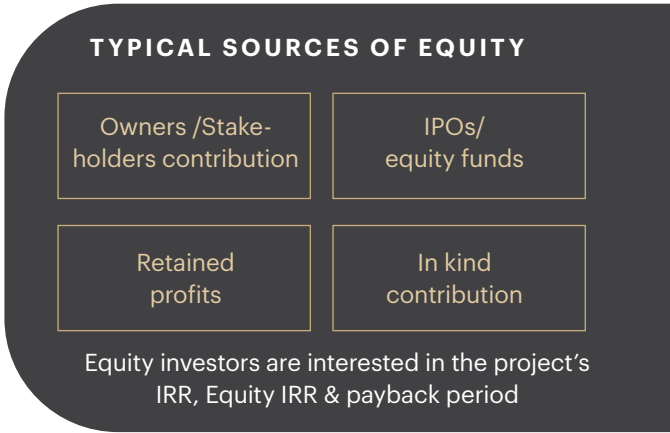 TYPICAL SOURCES OF EQUITY
Owners /Stake-
holders contribution
IPOs/
equity funds
Retained
profits
In kind
contribution
Equity investors are interested in the project's
IRR, Equity IRR & payback period